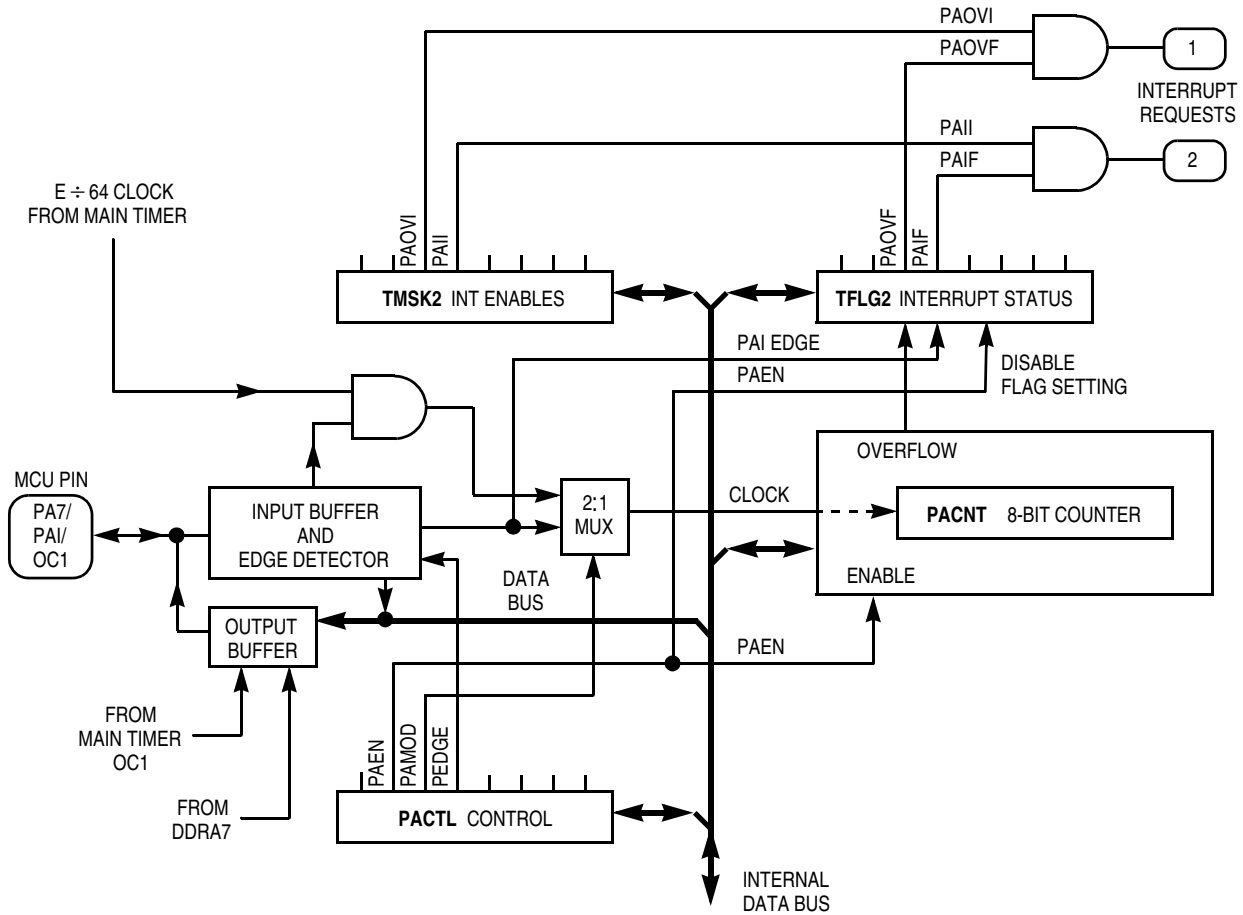 PAOVI
PAOVF
1
INTERRUPT
REQUESTS
PAII
PAIF
2
E ÷ 64 CLOCK
FROM MAIN TIMER
PAOVI
PAII
PAOVF
PAIF
TMSK2 INT ENABLES
TFLG2 INTERRUPT STATUS
PAI EDGE
PAEN
DISABLE
FLAG SETTING
OVERFLOW
MCU PIN
PA7/
PAI/
OC1
INPUT BUFFER
AND
EDGE DETECTOR
2:1
MUX
CLOCK
PACNT 8-BIT COUNTER
ENABLE
DATA
BUS
OUTPUT
BUFFER
PAEN
FROM
MAIN TIMER
OC1
PAEN
PAMOD
PEDGE
FROM
DDRA7
PACTL CONTROL
INTERNAL
DATA BUS